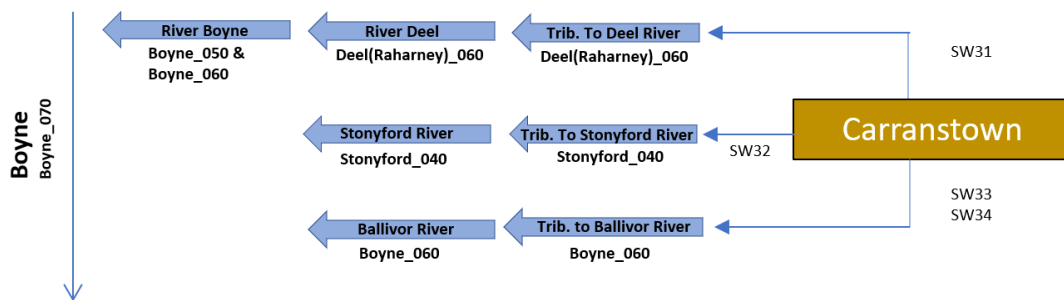 River Boyne
Boyne_050 &
Boyne_060
River Deel
Deel(Raharney)_060
Trib. To Deel River
Deel(Raharney)_060
SW31
Boyne
Boyne_070
Stonyford River
Stonyford_040
Trib. To Stonyford River
Stonyford_040
SW32
Carranstown
SW33
SW34
Ballivor River
Boyne_060
Trib. to Ballivor River
Boyne_060